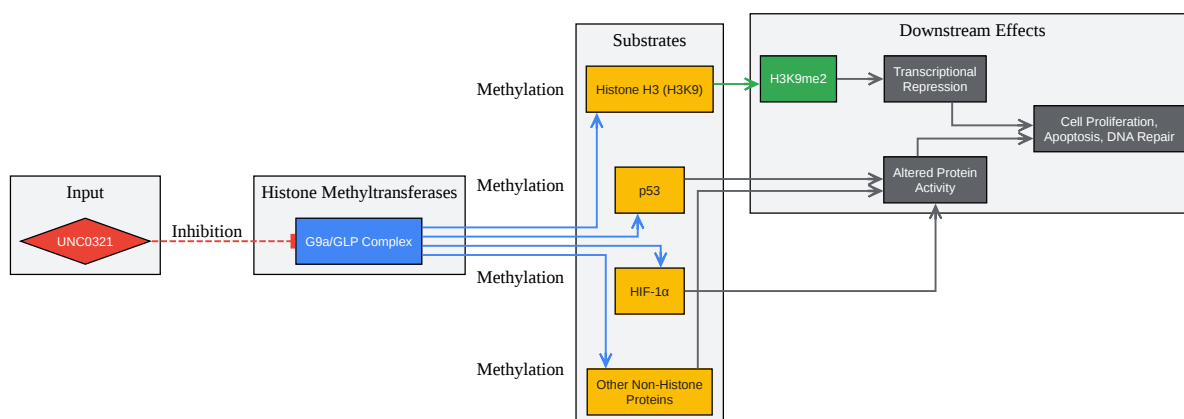 Downstream Effects
Substrates
Methylation
Histone H3 (H3K9)
H3K9me2
Transcriptional
Repression
Cell Proliferation,
Apoptosis, DNA Repair
Input
Histone Methyltransferases
Methylation
p53
Altered Protein
Activity
UNC0321
Inhibition
G9a/GLP Complex
Methylation
HIF-1α
Methylation
Other Non-Histone
Proteins